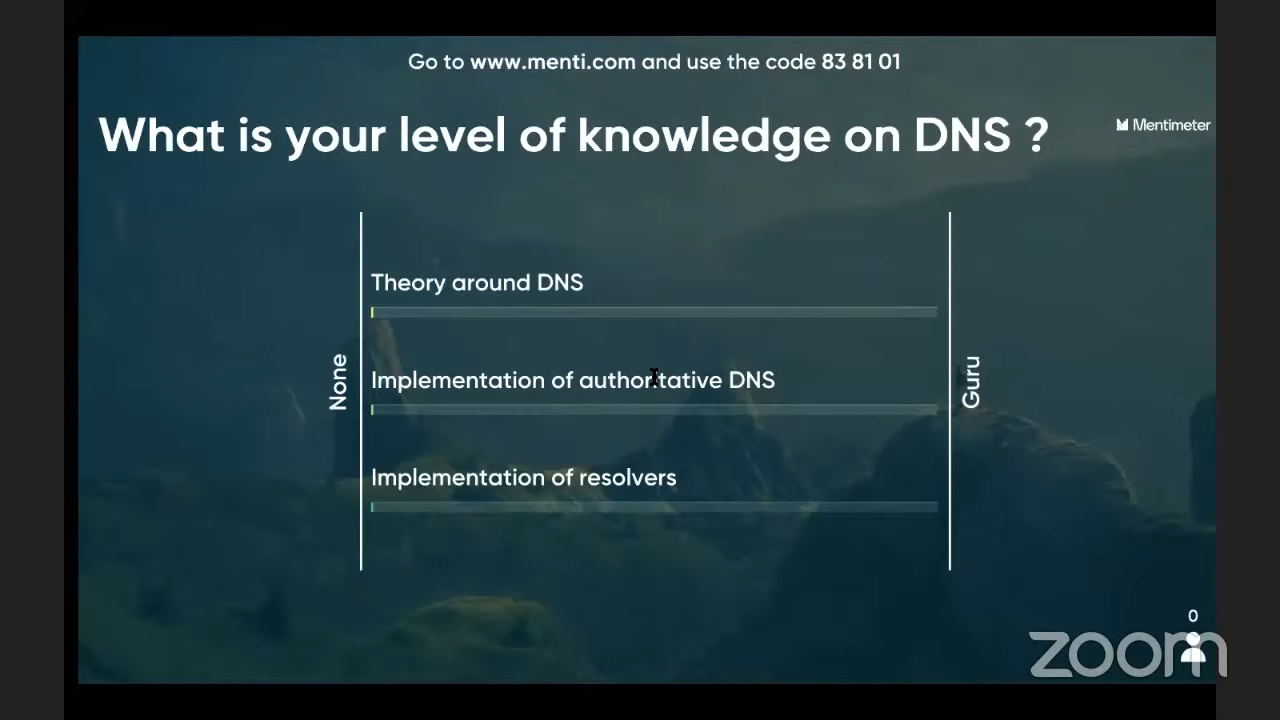 Go to www.menti.com and use the code 83 81 01
What is your level of knowledge on DNS ?
Mentimeter
Theory around DNS
None
Implementation of authoritative DNS
Guru
Implementation of resolvers
0
zoom